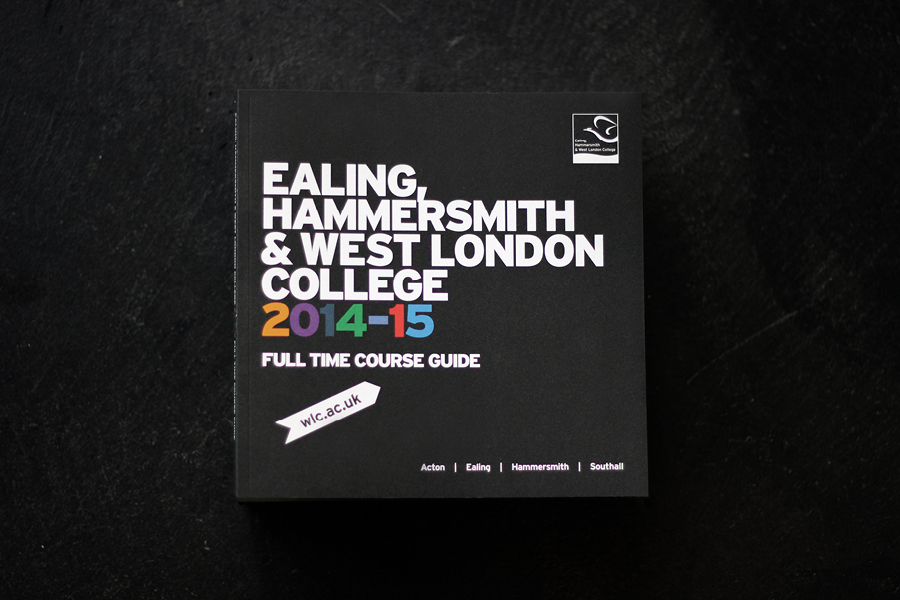 Ealing,
Hammersmith
& West London College
EALING,
HAMMERSMITH
& WEST LONDON
COLLEGE
2014-15
FULL TIME COURSE GUIDE
wlc.ac.uk
Acton | Ealing | Hammersmith | Southall